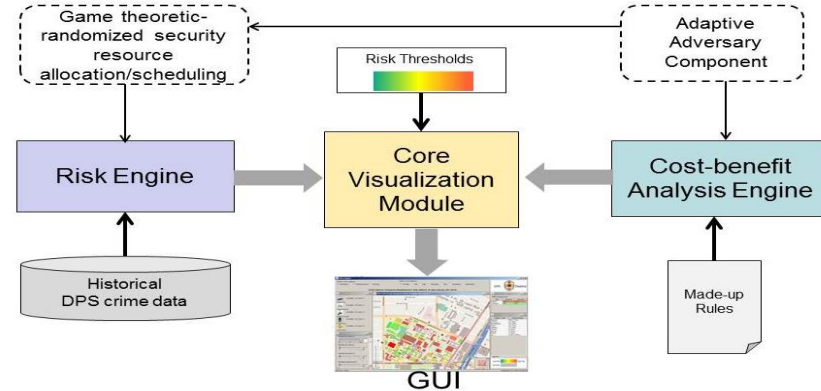 Game theoretic-
randomized security
resource
allocation/scheduling
Adaptive
Adversary
Component
Risk Thresholds
Risk Engine
Core
Visualization
Module
Cost-benefit
Analysis Engine
Historical
DPS crime data
Made-up
Rules
GUI